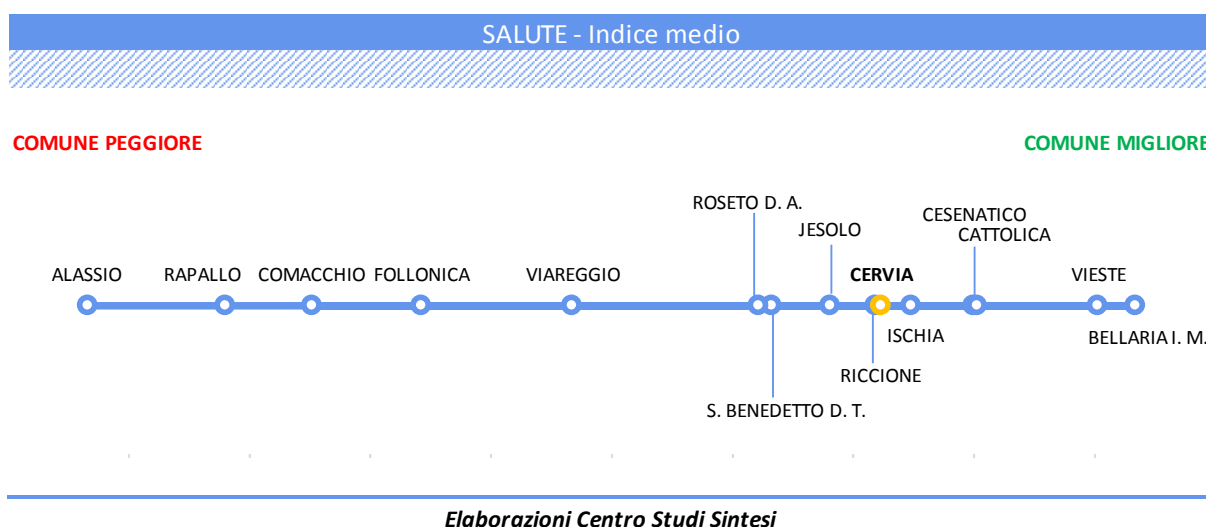 SALUTE - Indice medio
COMUNE PEGGIORE
COMUNE MIGLIORE
ROSETO D. A.
CESENATICO
JESOLO
CATTOLICA
ALASSIO
RAPALLO
COMACCHIO
FOLLONICA
VIAREGGIO
CERVIA
VIESTE
ISCHIA
BELLARIA I. M.
RICCIONE
S. BENEDETTO D. T.
Elaborazioni Centro Studi Sintesi